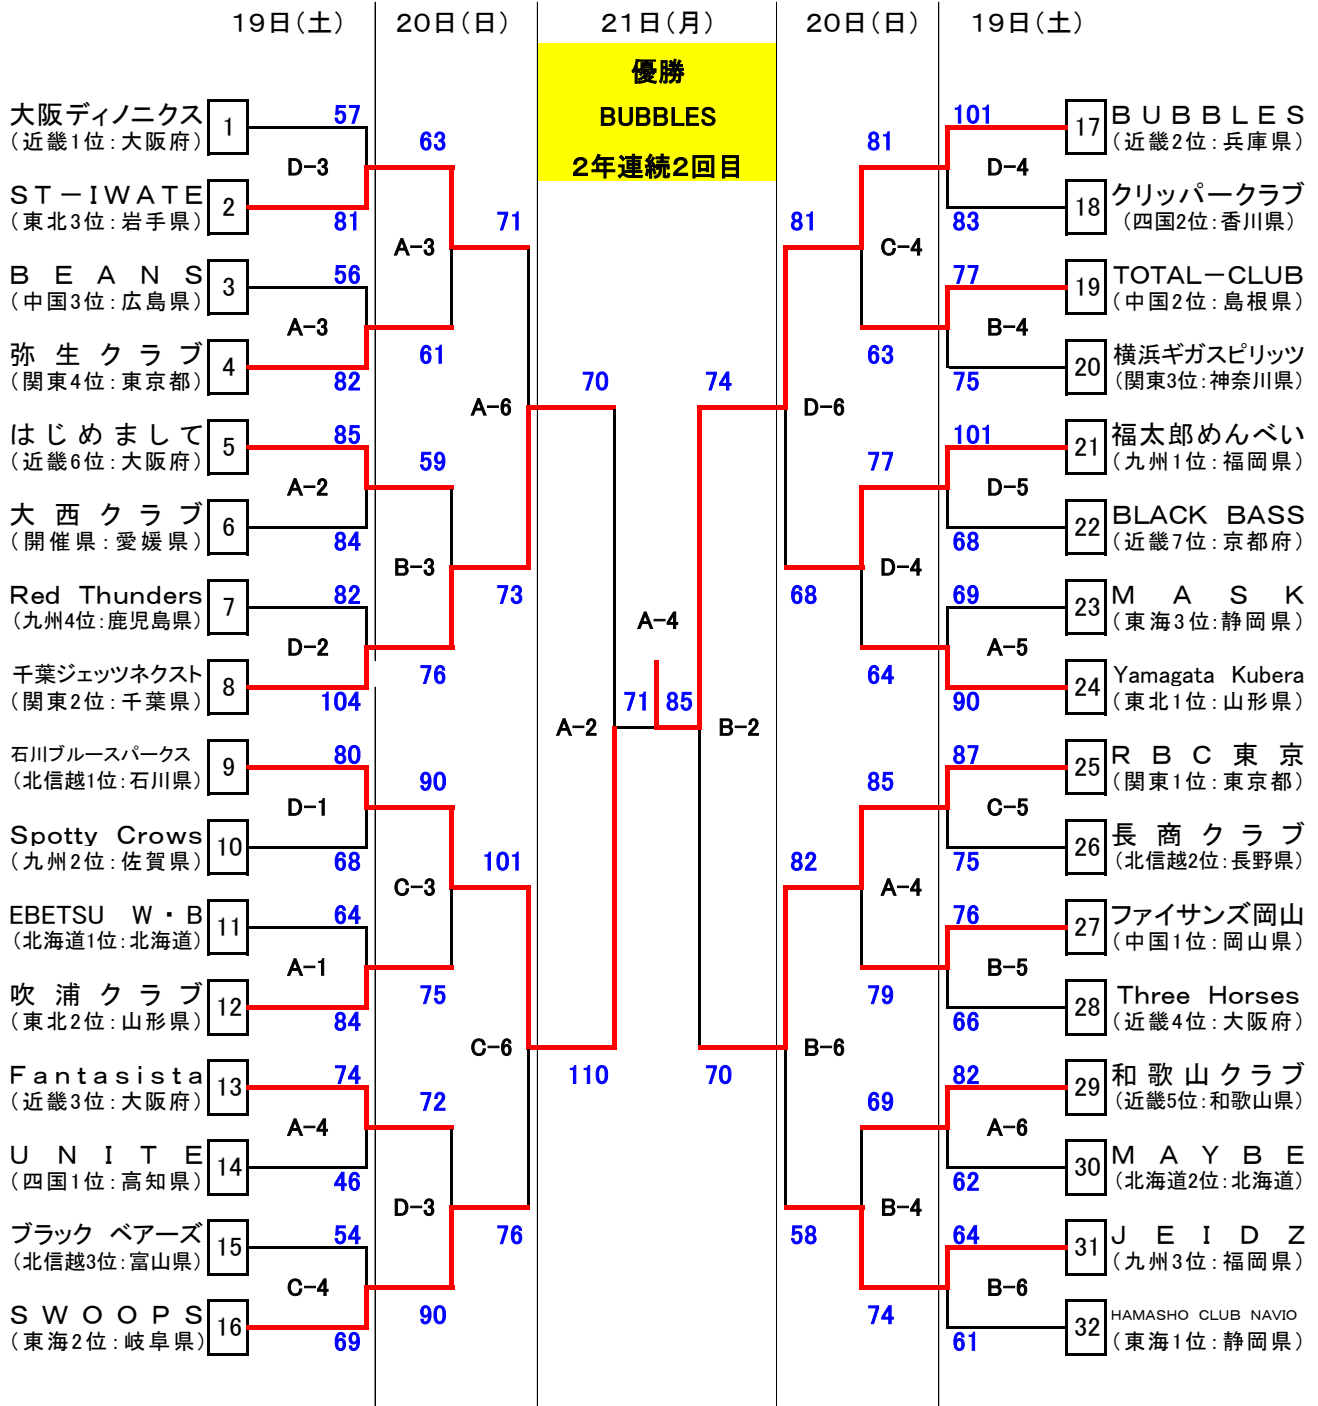 19日(土) 20日(日) 21日(月) 20日(日) 19日(土)
優勝
BUBBLES
2年連続2回目
大阪ディノニクス
(近畿1位:大阪府)
1
57
D-3
ST-IWATE
(東北3位:岩手県)
2
81
BEANS
(中国3位:広島県)
3
56
A-3
弥生クラブ
(関東4位:東京都)
4
82
はじめまして
(近畿6位:大阪府)
5
85
A-2
大西クラブ
(開催県:愛媛県)
6
84
Red Thunders
(九州4位:鹿児島県)
7
82
D-2
千葉ジェッツネクスト
(関東2位:千葉県)
8
104
石川ブルースパークス
(北信越1位:石川県)
9
80
D-1
Spotty Crows
(九州2位:佐賀県)
10
68
EBETSU W・B
(北海道1位:北海道)
11
64
A-1
吹浦クラブ
(東北2位:山形県)
12
84
Fantasista
(近畿3位:大阪府)
13
74
A-4
UNITE
(四国1位:高知県)
14
46
ブラック ベアーズ
(北信越3位:富山県)
15
54
C-4
SWOOPS
(東海2位:岐阜県)
16
69
63
A-3
61
59
B-3
76
90
C-3
75
72
D-3
90
71
A-6
73
101
C-6
76
70
A-2
110
A-4
71 85
74
B-2
70
81
D-6
68
82
B-6
58
81
C-4
63
77
D-4
64
85
A-4
79
69
B-4
74
101
17
BUBBLES
(近畿2位:兵庫県)
D-4
83
18
クリッパークラブ
(四国2位:香川県)
77
19
TOTAL-CLUB
(中国2位:島根県)
B-4
75
20
横浜ギガスピリッツ
(関東3位:神奈川県)
101
21
福太郎めんべい
(九州1位:福岡県)
D-5
68
22
BLACK BASS
(近畿7位:京都府)
69
23
MASK
(東海3位:静岡県)
A-5
90
24
Yamagata Kubera
(東北1位:山形県)
87
25
RBC東京
(関東1位:東京都)
C-5
75
26
長商クラブ
(北信越2位:長野県)
76
27
ファイサンズ岡山
(中国1位:岡山県)
B-5
66
28
Three Horses
(近畿4位:大阪府)
82
29
和歌山クラブ
(近畿5位:和歌山県)
A-6
62
30
MAYBE
(北海道2位:北海道)
64
31
JEIDZ
(九州3位:福岡県)
B-6
61
32
HAMASHO CLUB NAVIO
(東海1位:静岡県)